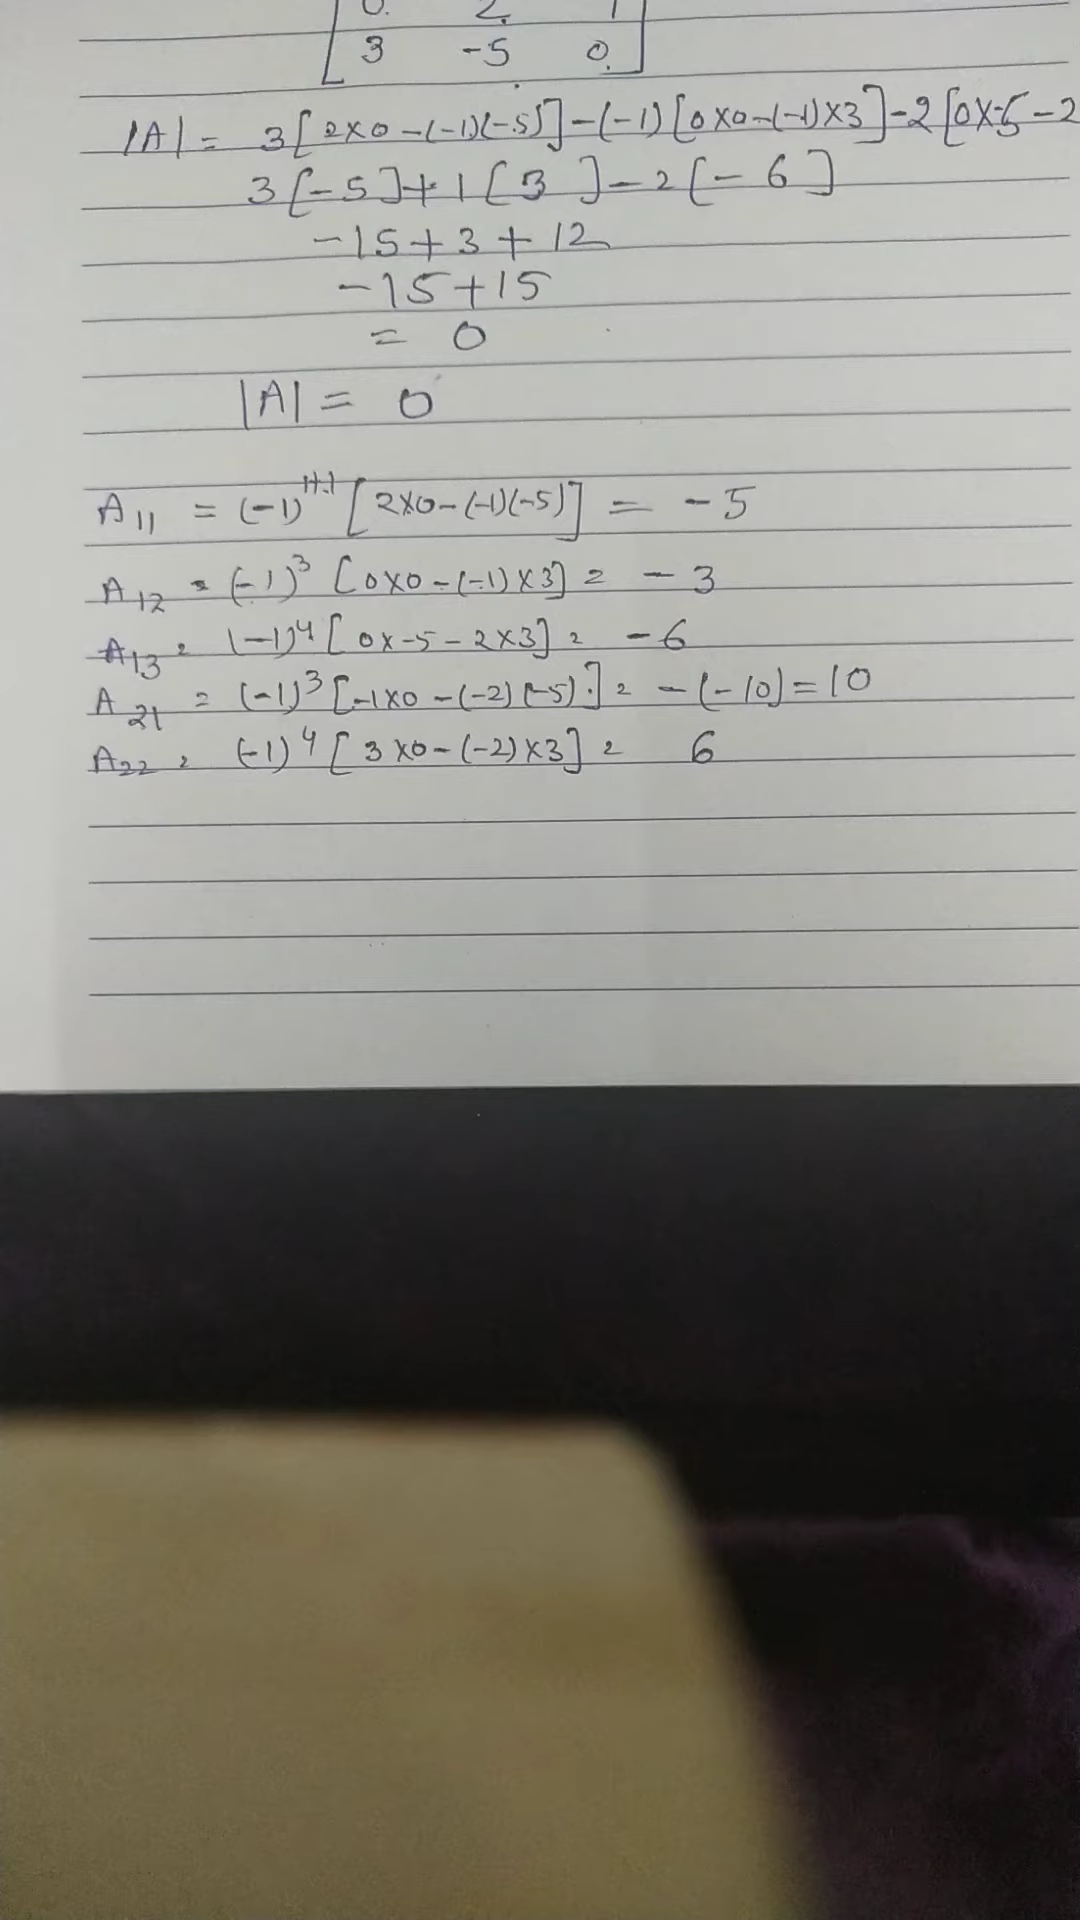 0. 2. 1
3 -5 0.
|A| = 3[2×0-(-1)(-5)]-(-1)[0×0-(-1)×3]-2[0×-5-2
3[-5]+1[3]-2[-6]
-15+3+12
-15+15
= 0
|A| = 0
A11 = (-1)^1+1 [2×0-(-1)(-5)] = -5
A12 = (-1)^3 [0×0-(-1)×3] = -3
A13 = (-1)^4 [0×-5-2×3] = -6
A21 = (-1)^3 [-1×0-(-2)(-5).] = -(-10)=10
A22 = (-1)^4 [3×0-(-2)×3] = 6